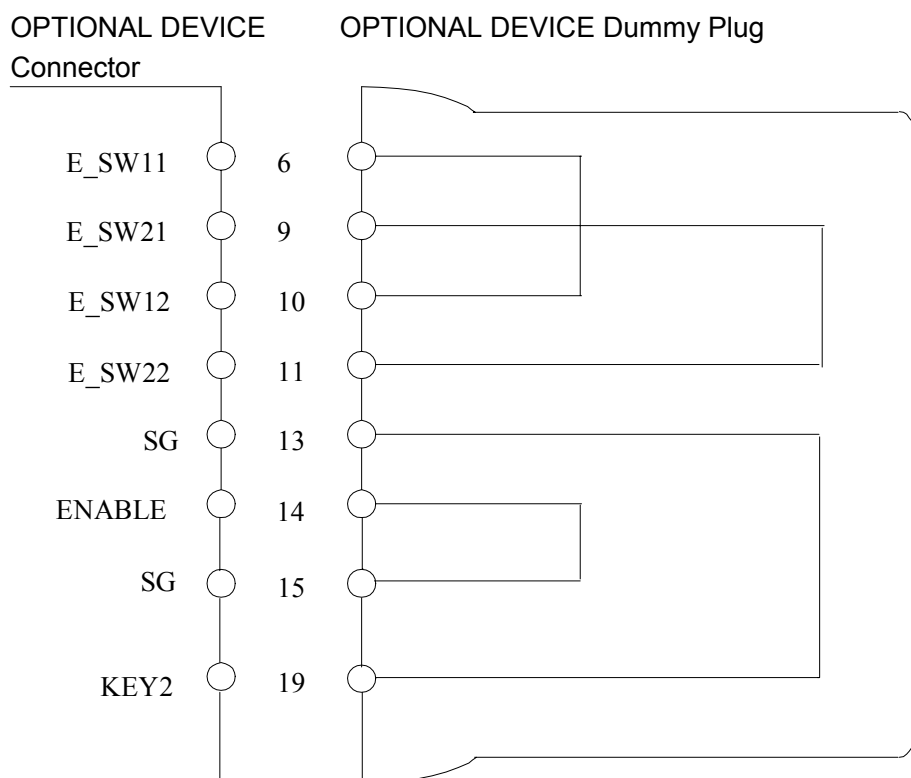 OPTIONAL DEVICE
Connector
OPTIONAL DEVICE Dummy Plug
E_SW11 6
E_SW21 9
E_SW12 10
E_SW22 11
SG 13
ENABLE 14
SG 15
KEY2 19